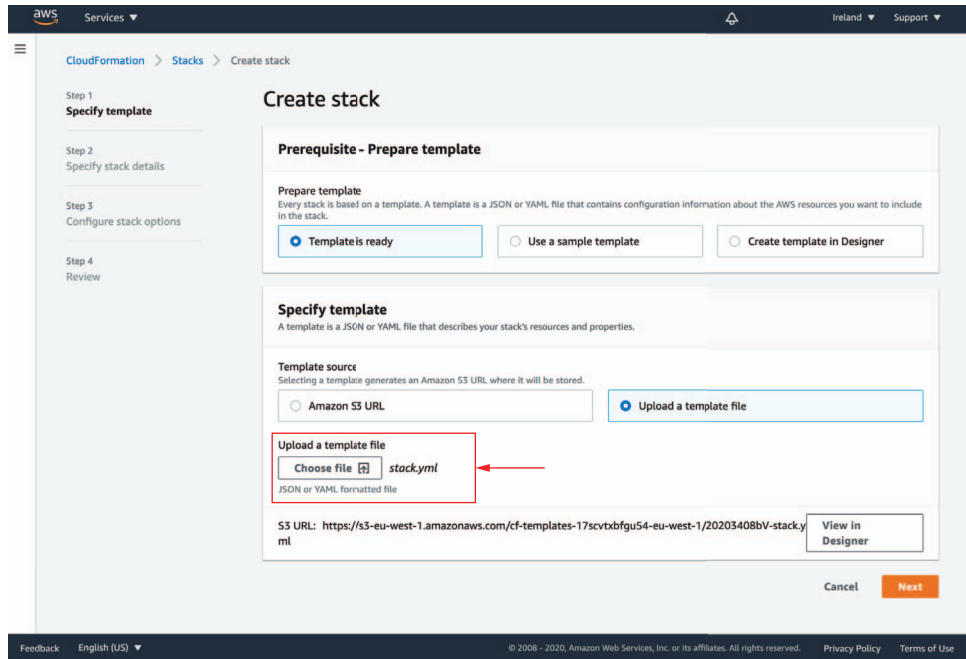 aws
Services ▼
Ireland ▼
Support ▼
CloudFormation > Stacks > Create stack
Step 1
Specify template
Step 2
Specify stack details
Step 3
Configure stack options
Step 4
Review
Create stack
Prerequisite - Prepare template
Prepare template
Every stack is based on a template. A template is a JSON or YAML file that contains configuration information about the AWS resources you want to include
in the stack.
Template is ready
Use a sample template
Create template in Designer
Specify template
A template is a JSON or YAML file that describes your stack's resources and properties.
Template source
Selecting a template generates an Amazon S3 URL where it will be stored.
Amazon S3 URL
Upload a template file
Upload a template file
Choose file
stack.yml
JSON or YAML formatted file
S3 URL: https://s3-eu-west-1.amazonaws.com/cf-templates-17scvtxbfgu54-eu-west-1/20203408bV-stack.y
ml
View in
Designer
Cancel
Next
Feedback
English (US) ▼
© 2008 - 2020, Amazon Web Services, Inc. or its affiliates. All rights reserved.
Privacy Policy
Terms of Use